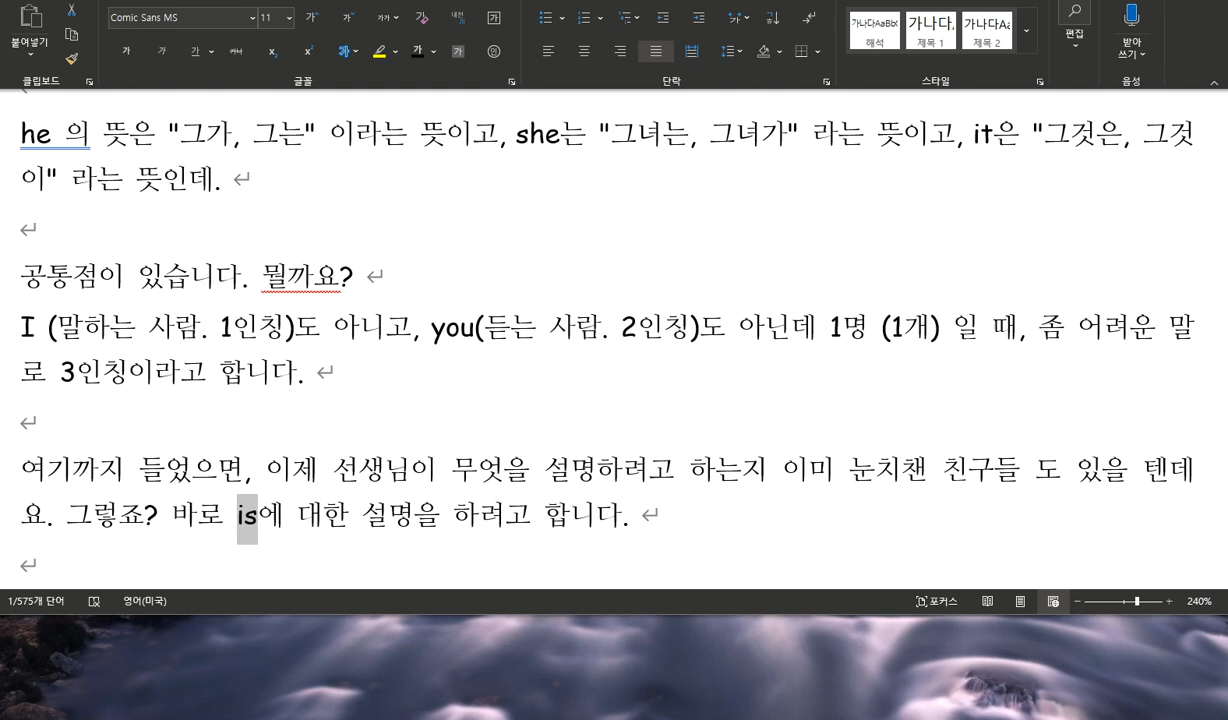 Comic Sans MS
11
가가
내천
가
붙여넣기
가
가
가
가나다AaBbC
해석
가나다.
제목 1
가나다Aa
제목 2
편집
받아
쓰기
클립보드
글꼴
단락
스타일
음성
he 의 뜻은 "그가, 그는" 이라는 뜻이고, she는 "그녀는, 그녀가" 라는 뜻이고, it은 "그것은, 그것
이" 라는 뜻인데.
공통점이 있습니다. 뭘까요?
I (말하는 사람. 1인칭)도 아니고, you(듣는 사람. 2인칭)도 아닌데 1명 (1개) 일 때, 좀 어려운 말
로 3인칭이라고 합니다.
여기까지 들었으면, 이제 선생님이 무엇을 설명하려고 하는지 이미 눈치챈 친구들 도 있을 텐데
요. 그렇죠? 바로 is에 대한 설명을 하려고 합니다.
1/575개 단어
영어(미국)
포커스
240%